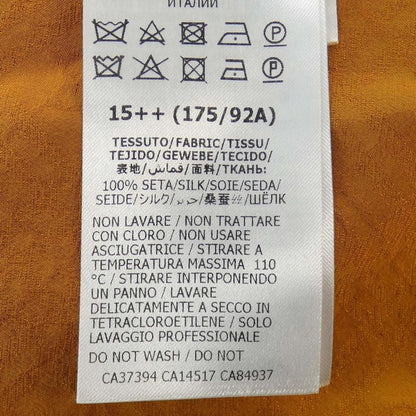 ИТАЛИИ
P
P
15++ (175/92A)
TESSUTO/FABRIC/TISSU/
TEJIDO/GEWEBE/TECIDO/
表地/قماش/面料/ТКАНЬ:
100% SETA/SILK/SOIE/SEDA/
SEIDE/シルク/حرير/桑蚕丝/ШЁЛК
NON LAVARE / NON TRATTARE
CON CLORO / NON USARE
ASCIUGATRICE / STIRARE A
TEMPERATURA MASSIMA 110
°C / STIRARE INTERPONENDO
UN PANNO / LAVARE
DELICATAMENTE A SECCO IN
TETRACLOROETILENE / SOLO
LAVAGGIO PROFESSIONALE
DO NOT WASH / DO NOT
CA37394 CA14517 CA84937